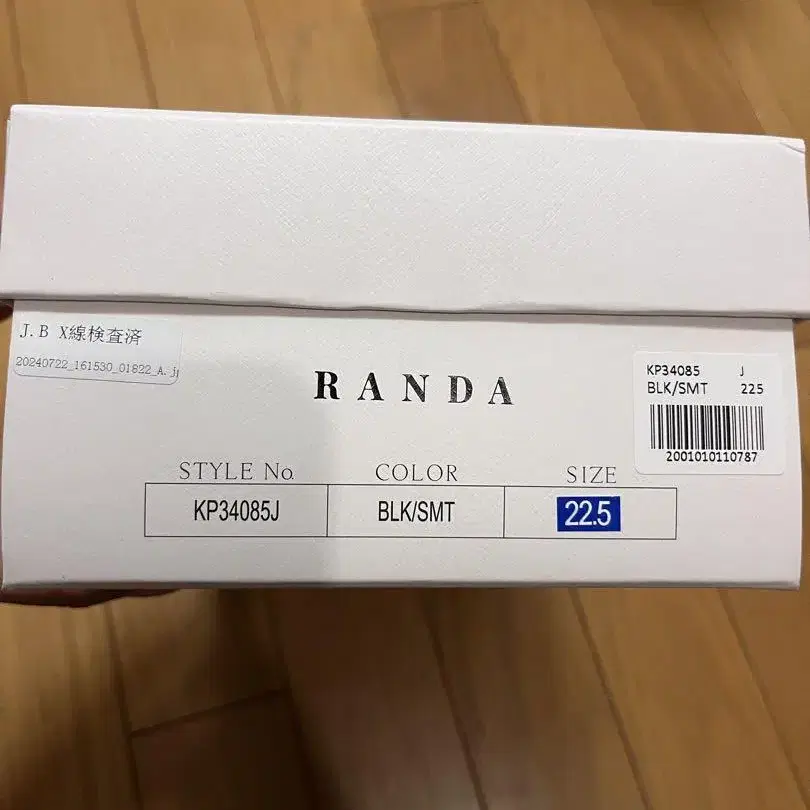 J.B X線検査済
20240722_161530_01822_A.j
RANDA
KP34085 J
BLK/SMT 225
2001010110787
STYLE No. COLOR SIZE
KP34085J BLK/SMT 22.5